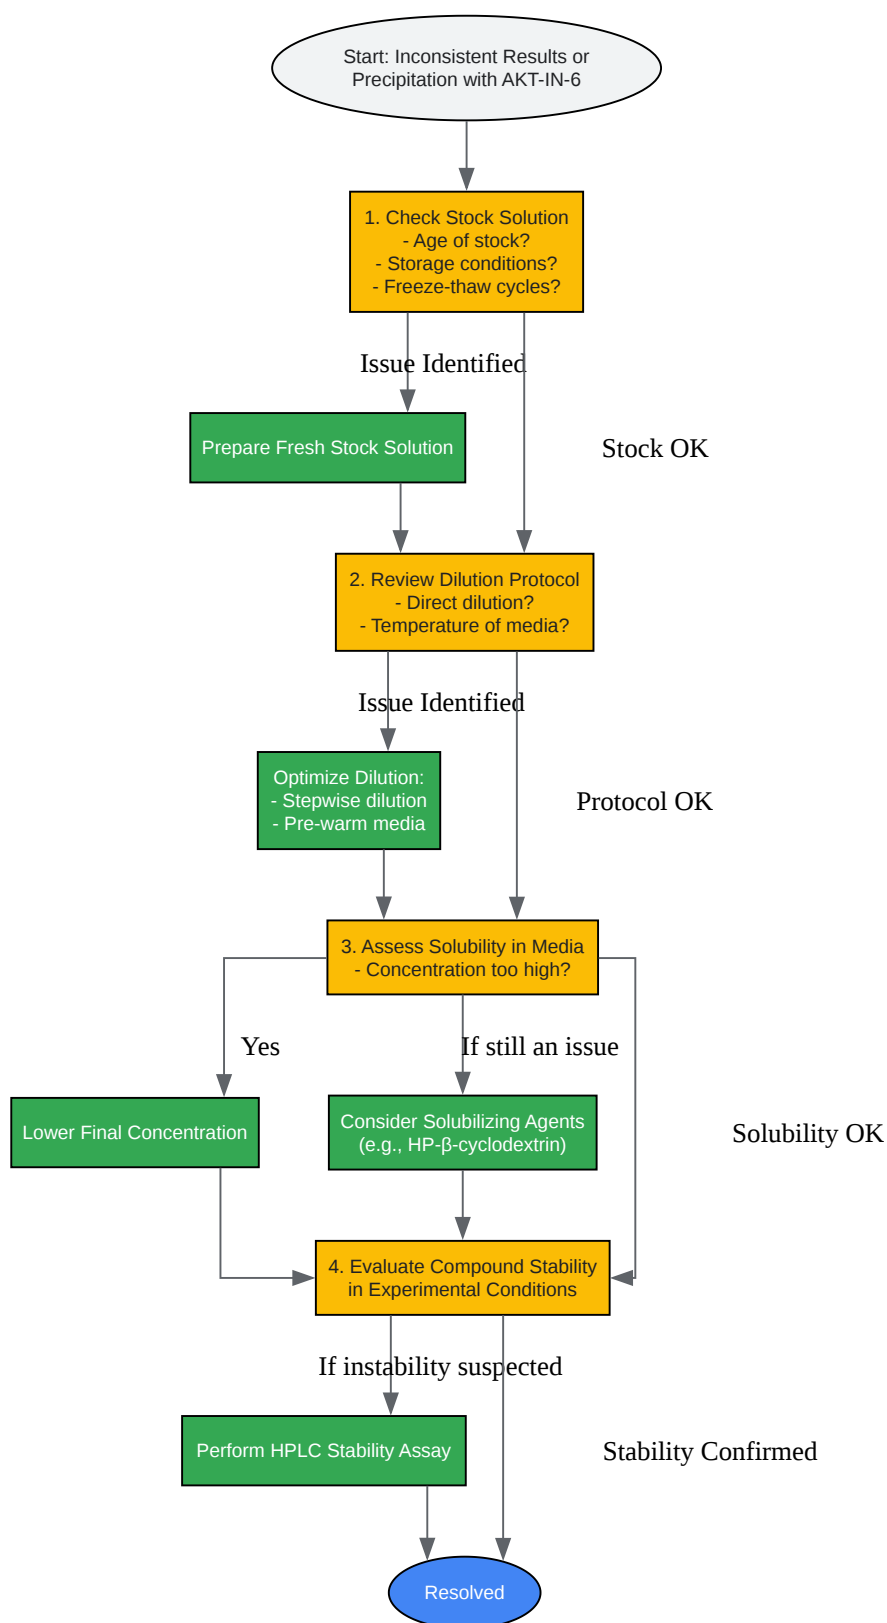 Start: Inconsistent Results or
Precipitation with AKT-IN-6
1. Check Stock Solution
- Age of stock?
- Storage conditions?
- Freeze-thaw cycles?
Issue Identified
Prepare Fresh Stock Solution
Stock OK
2. Review Dilution Protocol
- Direct dilution?
- Temperature of media?
Issue Identified
Optimize Dilution:
- Stepwise dilution
- Pre-warm media
Protocol OK
3. Assess Solubility in Media
- Concentration too high?
Yes
If still an issue
Lower Final Concentration
Consider Solubilizing Agents
(e.g., HP-β-cyclodextrin)
Solubility OK
4. Evaluate Compound Stability
in Experimental Conditions
If instability suspected
Perform HPLC Stability Assay
Stability Confirmed
Resolved